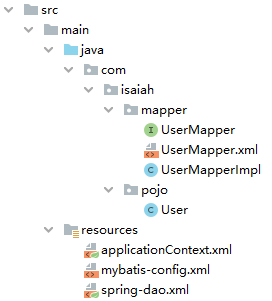 src
main
java
com
isaiah
mapper
UserMapper
UserMapper.xml
UserMapperImpl
pojo
User
resources
applicationContext.xml
mybatis-config.xml
spring-dao.xml